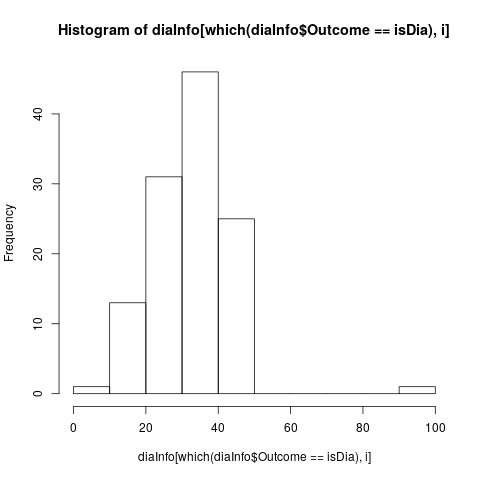 Histogram of diaInfo[which(diaInfo$Outcome == isDia), i]
Frequency
40
30
20
10
0
0 20 40 60 80 100
diaInfo[which(diaInfo$Outcome == isDia), i]